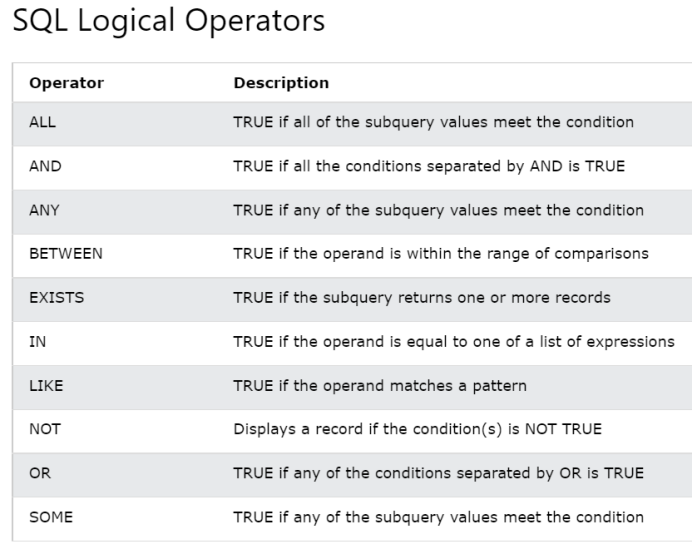 SQL Logical Operators
Operator Description
ALL TRUE if all of the subquery values meet the condition
AND TRUE if all the conditions separated by AND is TRUE
ANY TRUE if any of the subquery values meet the condition
BETWEEN TRUE if the operand is within the range of comparisons
EXISTS TRUE if the subquery returns one or more records
IN TRUE if the operand is equal to one of a list of expressions
LIKE TRUE if the operand matches a pattern
NOT Displays a record if the condition(s) is NOT TRUE
OR TRUE if any of the conditions separated by OR is TRUE
SOME TRUE if any of the subquery values meet the condition